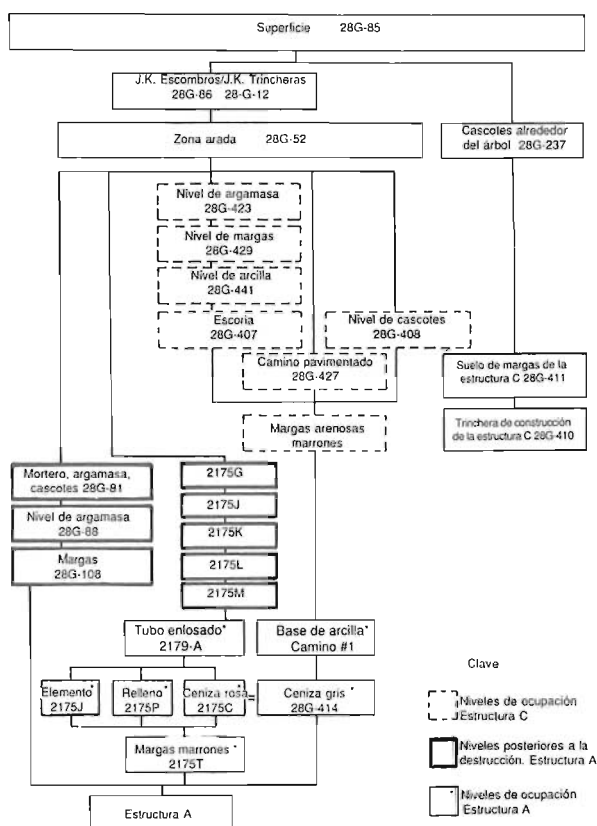 Superficie 28G-85
J.K. Escombros/J.K. Trincheras
28G-86 28-G-12
Zona arada 28G-52
Cascotes alrededor
del árbol 28G-237
Nivel de argamasa
28G-423
Nivel de margas
28G-429
Nivel de arcilla
28G-441
Escoria
28G-407
Nivel de cascotes
28G-408
Camino pavimentado
28G-427
Suelo de margas de la
estructura C 28G-411
Margas arenosas
marrones
Trinchera de construcción
de la estructura C 28G-410
Mortero, argamasa,
cascotes 28G-81
Nivel de argamasa
28G-88
Margas
28G-108
2175G
2175J
2175K
2175L
2175M
Tubo enlosado*
2179-A
Base de arcilla*
Camino #1
Elemento*
2175J
Relleno*
2175P
Ceniza rosa*
2175C
=
Ceniza gris *
28G-414
Margas marrones *
2175T
Estructura A
Clave
Niveles de ocupación
Estructura C
Niveles posteriores a la
destrucción. Estructura A
* Niveles de ocupación
Estructura A